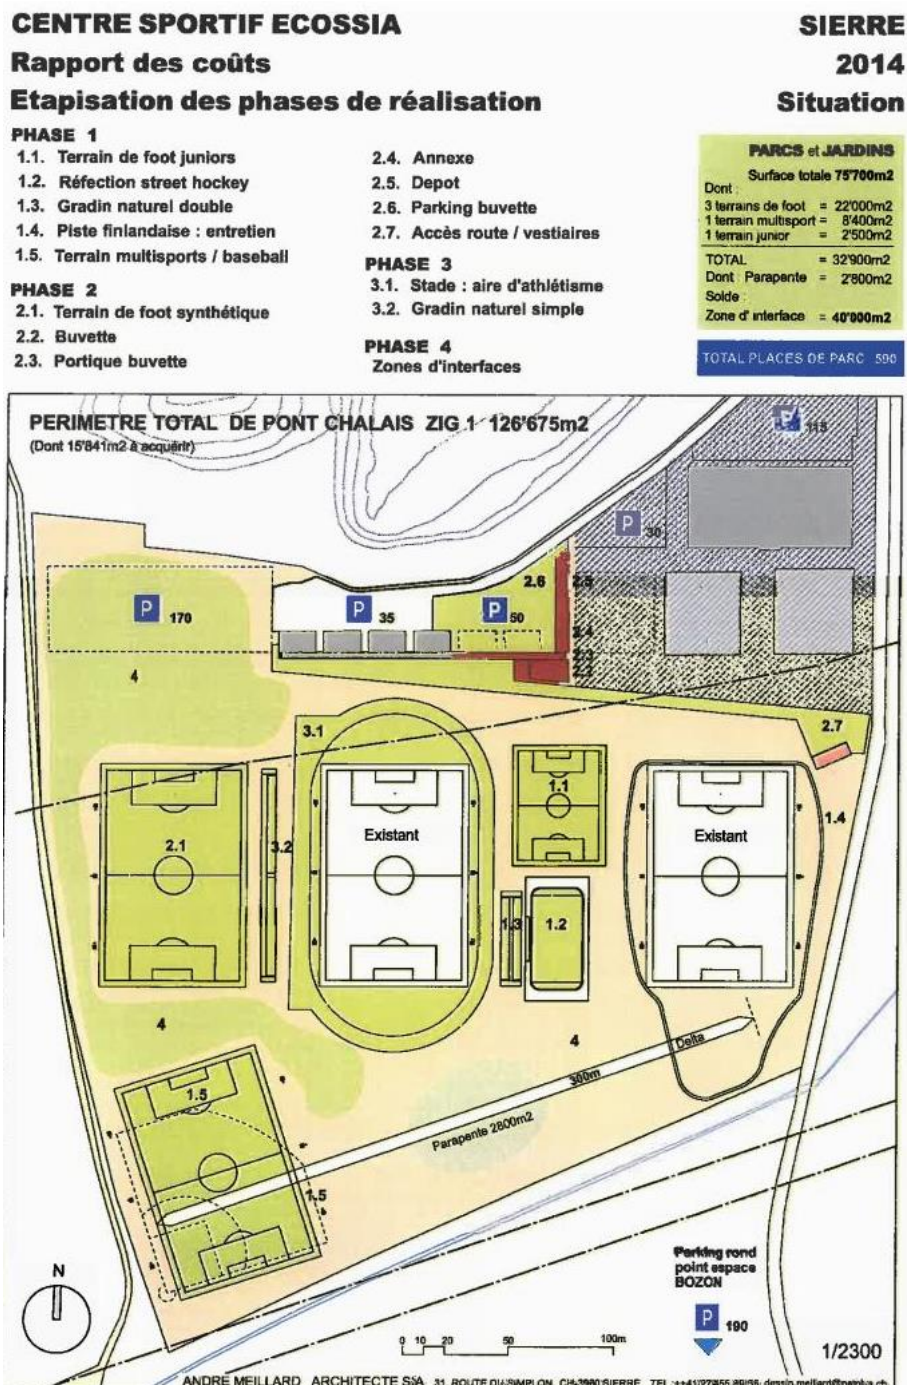 CENTRE SPORTIF ECOSSIA
SIERRE
Rapport des coûts
2014
Etapisation des phases de réalisation
Situation
PHASE 1
1.1. Terrain de foot juniors
1.2. Réfection street hockey
1.3. Gradin naturel double
1.4. Piste finlandaise : entretien
1.5. Terrain multisports / baseball
PHASE 2
2.1. Terrain de foot synthétique
2.2. Buvette
2.3. Portique buvette
2.4. Annexe
2.5. Depot
2.6. Parking buvette
2.7. Accès route / vestiaires
PHASE 3
3.1. Stade : aire d'athlétisme
3.2. Gradin naturel simple
PHASE 4
Zones d'interfaces
PARCS et JARDINS
Surface totale 75'700m2
Dont :
3 terrains de foot = 22'000m2
1 terrain multisport = 8'400m2
1 terrain junior = 2'500m2
TOTAL = 32'900m2
Dont : Parapente = 2'800m2
Solde :
Zone d' interface = 40'000m2
TOTAL PLACES DE PARC 590
PERIMETRE TOTAL DE PONT CHALAIS ZIG 1 126'675m2
(Dont 15'841m2 à acquérir)
P 115
P 30
2.6
2.5
P 170
P 35
P 50
2.4
2.3
2.2
4
3.1
2.7
1.1
1.4
2.1
3.2
Existant
Existant
1.3
1.2
4
4
Delta
300m
1.5
Parapente 2800m2
1.5
Parking rond
point espace
BOZON
N
P 190
0 10 20 50 100m
1/2300
ANDRE MEILLARD ARCHITECTE SIA 31 ROUTE DU SIMPLON CH-3960 SIERRE